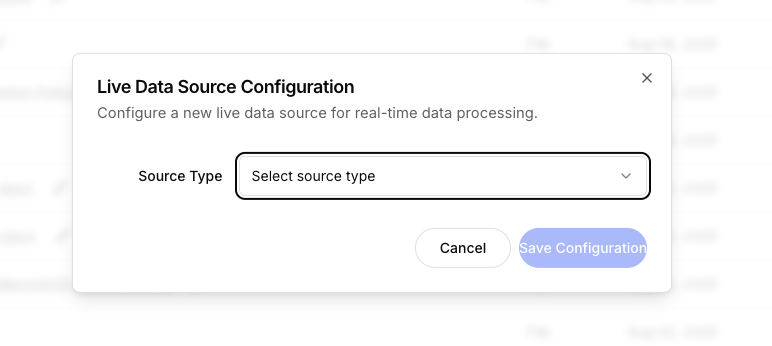 Live Data Source Configuration
Configure a new live data source for real-time data processing.
Source Type
Select source type
Cancel
Save Configuration